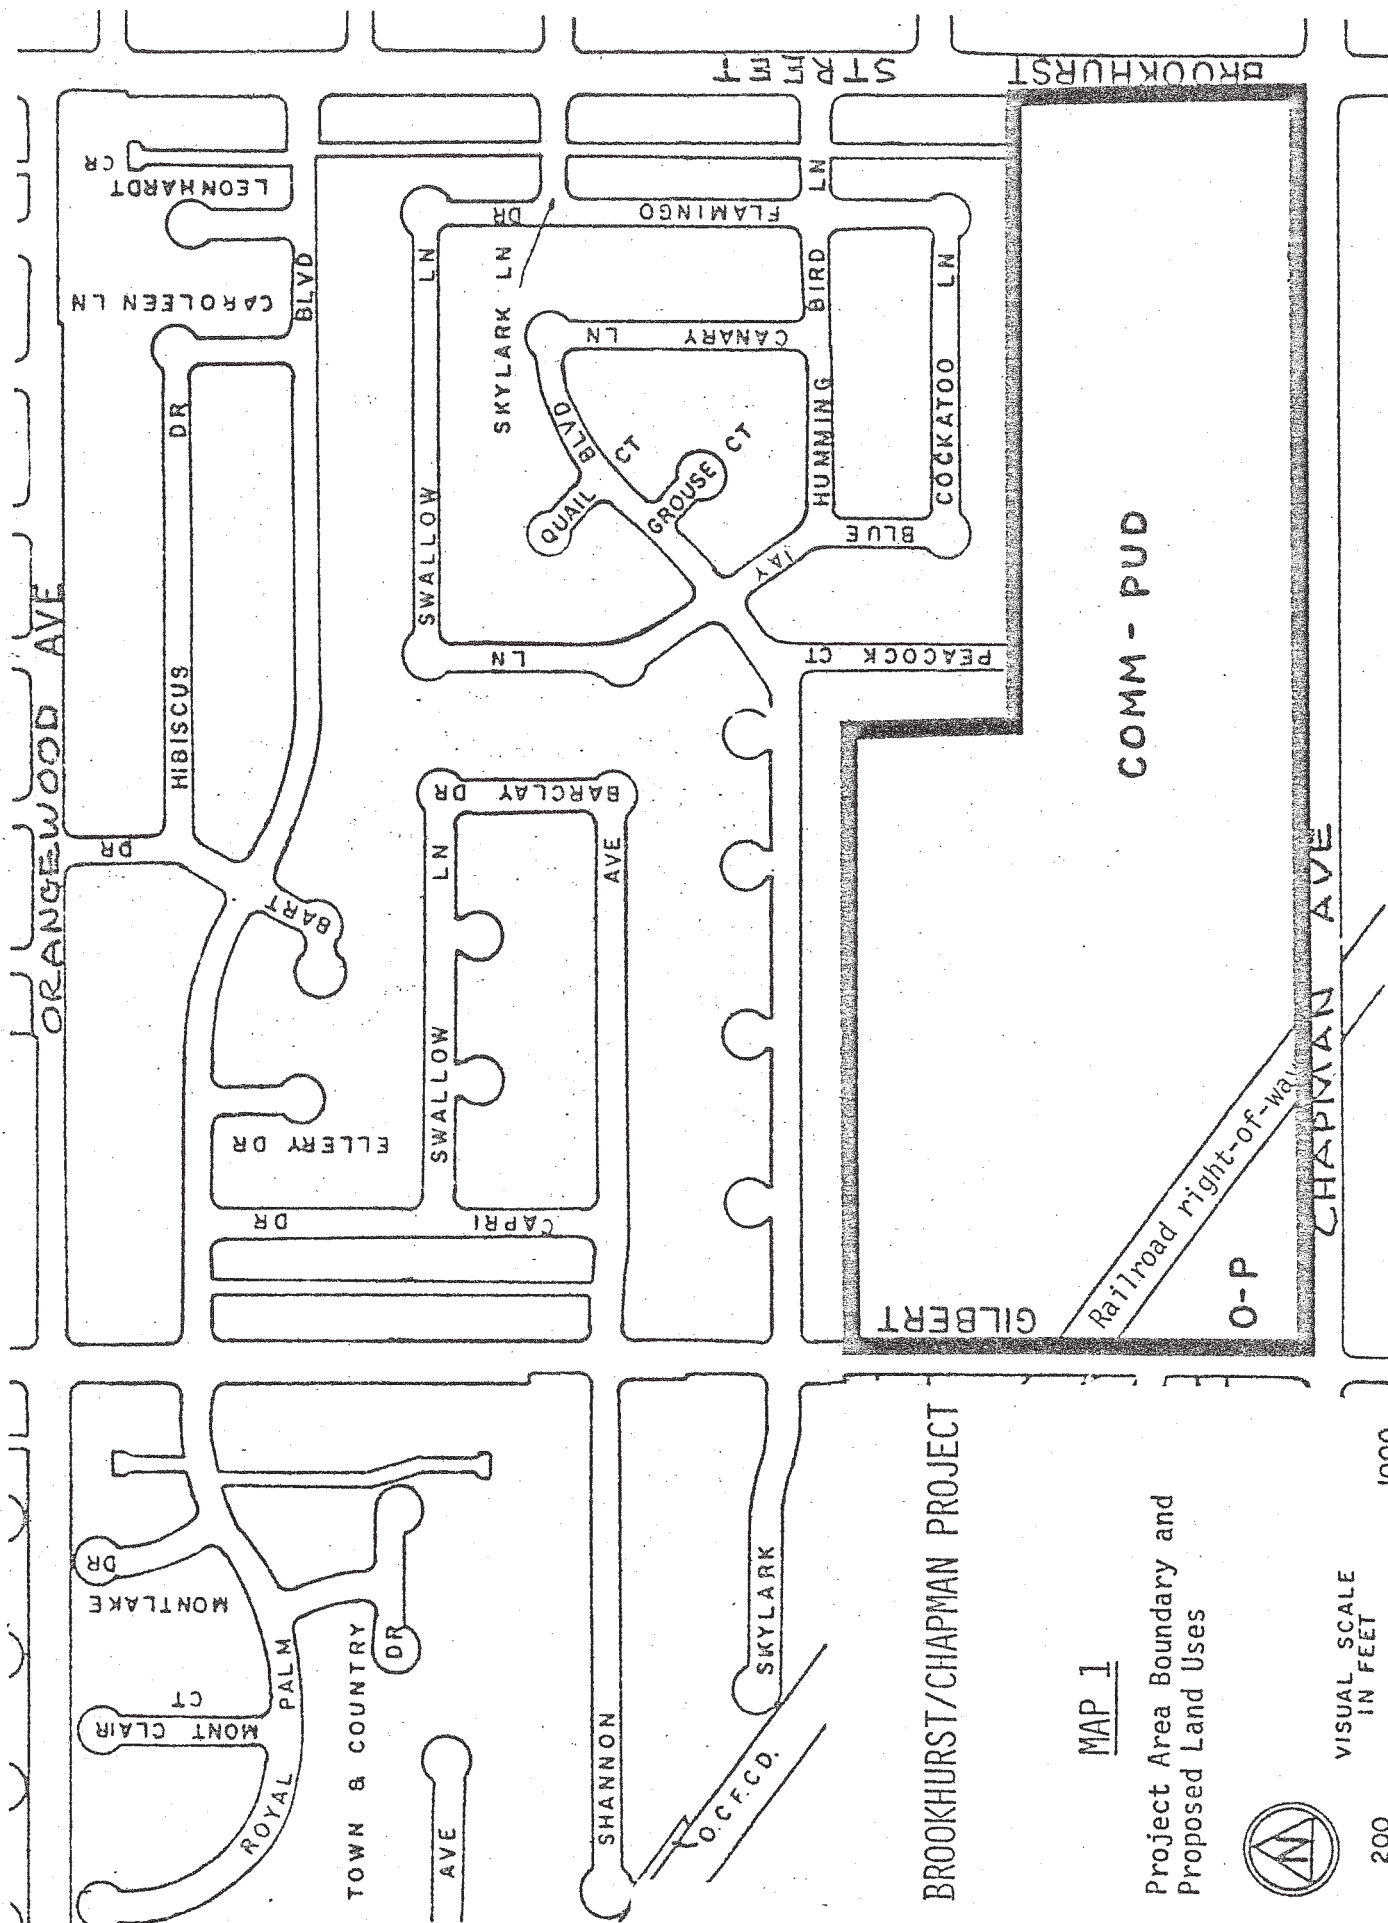 BROOKHURST
STREET
LEONHARDT
CR
CAROLEEN LN
BLVD
HIBISCUS
DR
DR
ORANGEWOOD AVE
BART
ELLERY DR
SWALLOW
LN
LN
FLAMINGO
DR
SKYLARK LN
HUMMING
BIRD
LN
CANARY LN
COCKATOO LN
BLUE
JAY
BLVD
QUAIL
CT
GROUSE
CT
PEACOCK CT
BARCLAY DR
SWALLOW
LN
AVE
CAPRI
DR
COMM-PUD
CHAPMAN AVE
Railroad right-of-way
O-P
GILBERT
MONTLAKE
DR
MONT CLAIR
CT
ROYAL
PALM
TOWN & COUNTRY
DR
AVE
SHANNON
SKYLARK
O.C.F.C.D.
BROOKHURST/CHAPMAN PROJECT
MAP 1
Project Area Boundary and
Proposed Land Uses
N
VISUAL SCALE
IN FEET
200
1000